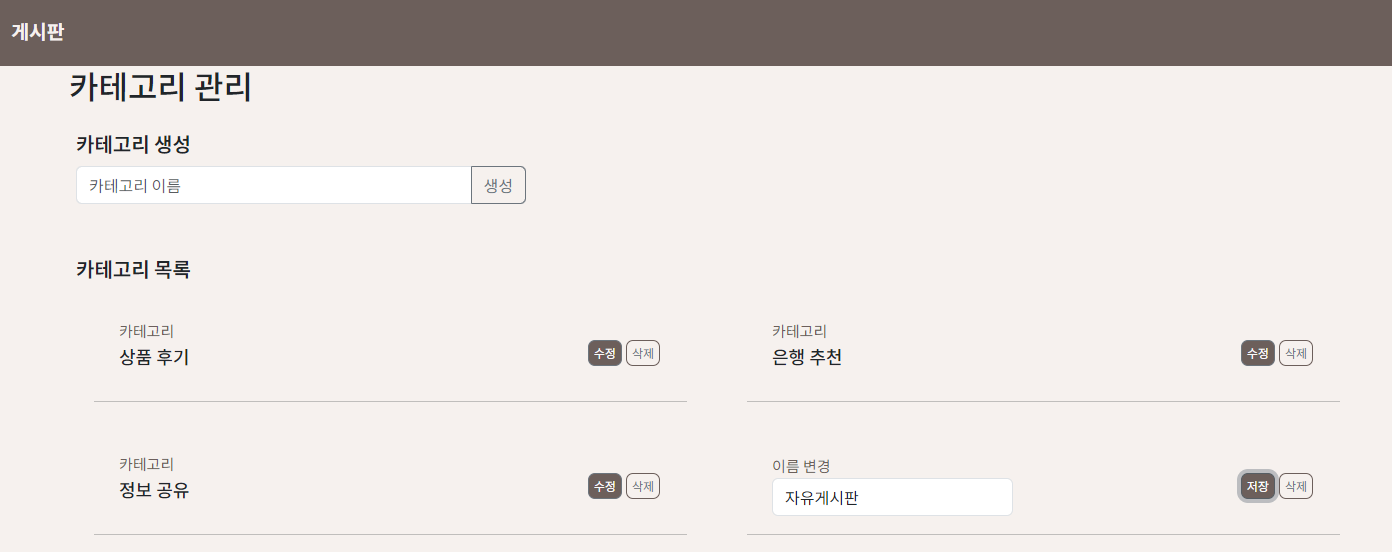 게시판
카테고리 관리
카테고리 생성
카테고리 이름 생성
카테고리 목록
카테고리
상품 후기
수정 삭제
카테고리
은행 추천
수정 삭제
카테고리
정보 공유
수정 삭제
이름 변경
자유게시판
저장 삭제